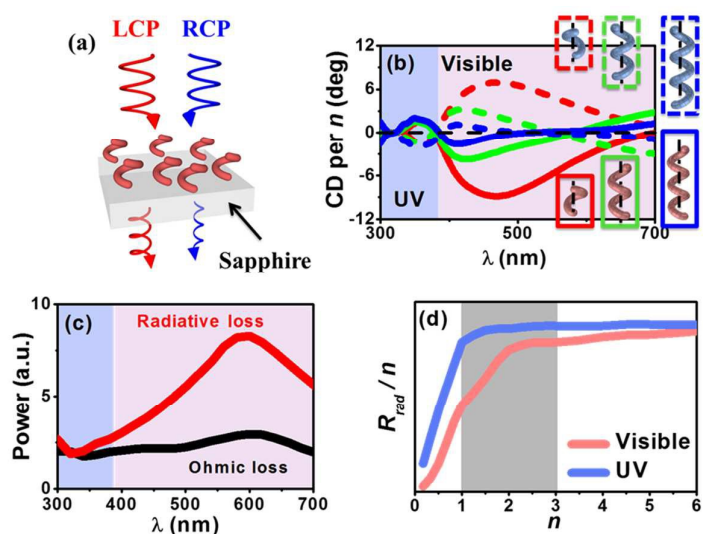 (a)
LCP RCP
Sapphire
(b)
Visible
UV
CD per n (deg)
12
6
0
-6
-12
300 400 500 600 700
λ (nm)
(c)
Radiative loss
Ohmic loss
Power (a.u.)
10
5
0
300 400 500 600 700
λ (nm)
(d)
Visible
UV
R_rad / n
0 1 2 3 4 5 6
n